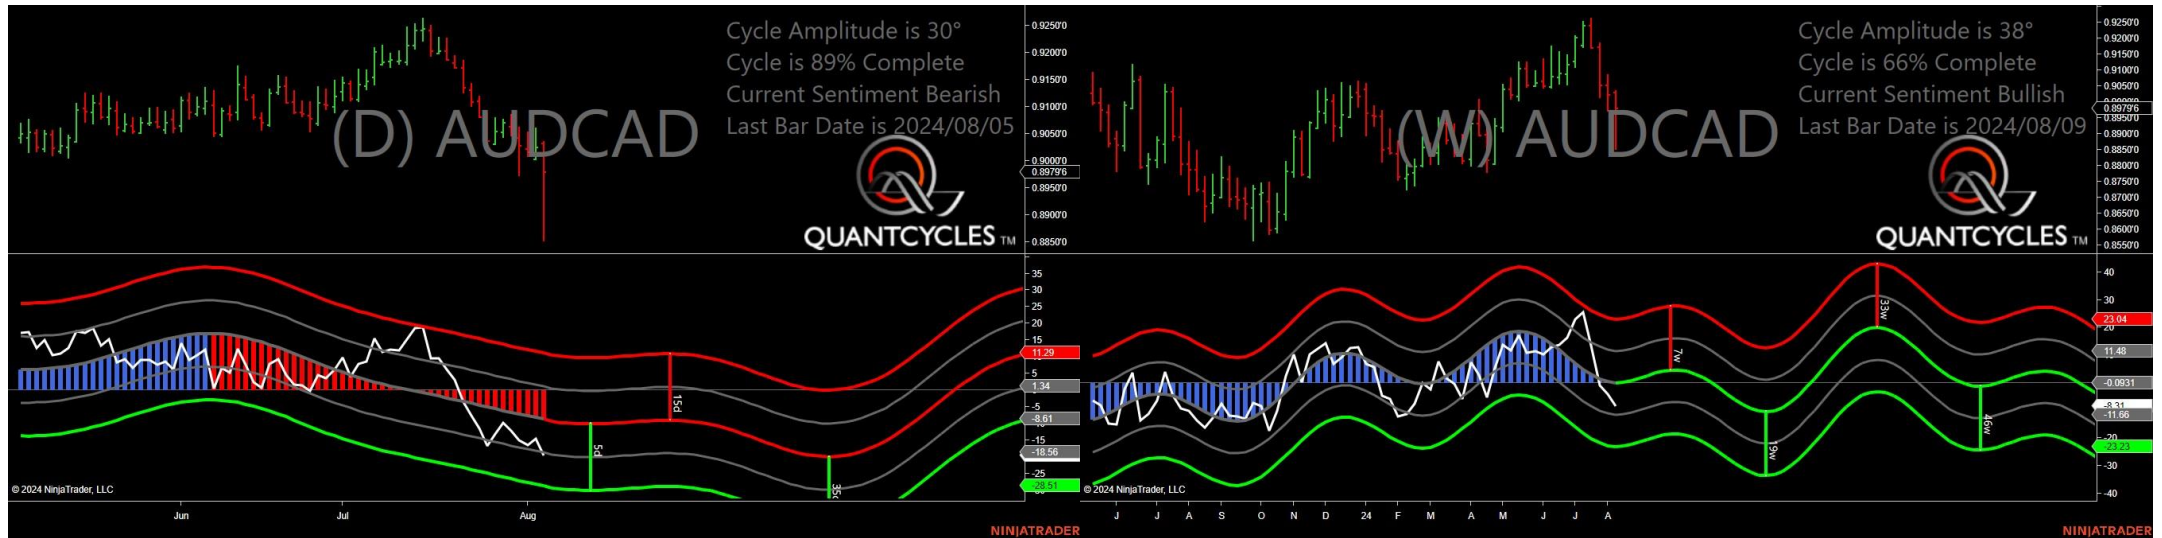 Cycle Amplitude is 30°
Cycle is 89% Complete
Current Sentiment Bearish
Last Bar Date is 2024/08/05
(D) AUDCAD
QUANTCYCLES TM
0.9250'0
0.9200'0
0.9150'0
0.9100'0
0.9050'0
0.9000'0
0.8979'6
0.8950'0
0.8900'0
0.8850'0
35
30
25
20
15
11.29
5
1.34
-5
-8.61
-15
-18.56
-25
-28.51
15d
5d
35d
© 2024 NinjaTrader, LLC
Jun Jul Aug
NINJATRADER
Cycle Amplitude is 38°
Cycle is 66% Complete
Current Sentiment Bullish
Last Bar Date is 2024/08/09
(W) AUDCAD
QUANTCYCLES TM
0.9250'0
0.9200'0
0.9150'0
0.9100'0
0.9050'0
0.8979'6
0.8950'0
0.8900'0
0.8850'0
0.8800'0
0.8750'0
0.8700'0
0.8650'0
0.8600'0
0.8550'0
40
30
23.04
20
11.48
-0.0931
-8.31
-11.66
-20
-23.23
-30
-40
7w
19w
33w
46w
© 2024 NinjaTrader, LLC
J J A S O N D 24 F M A M J J A
NINJATRADER